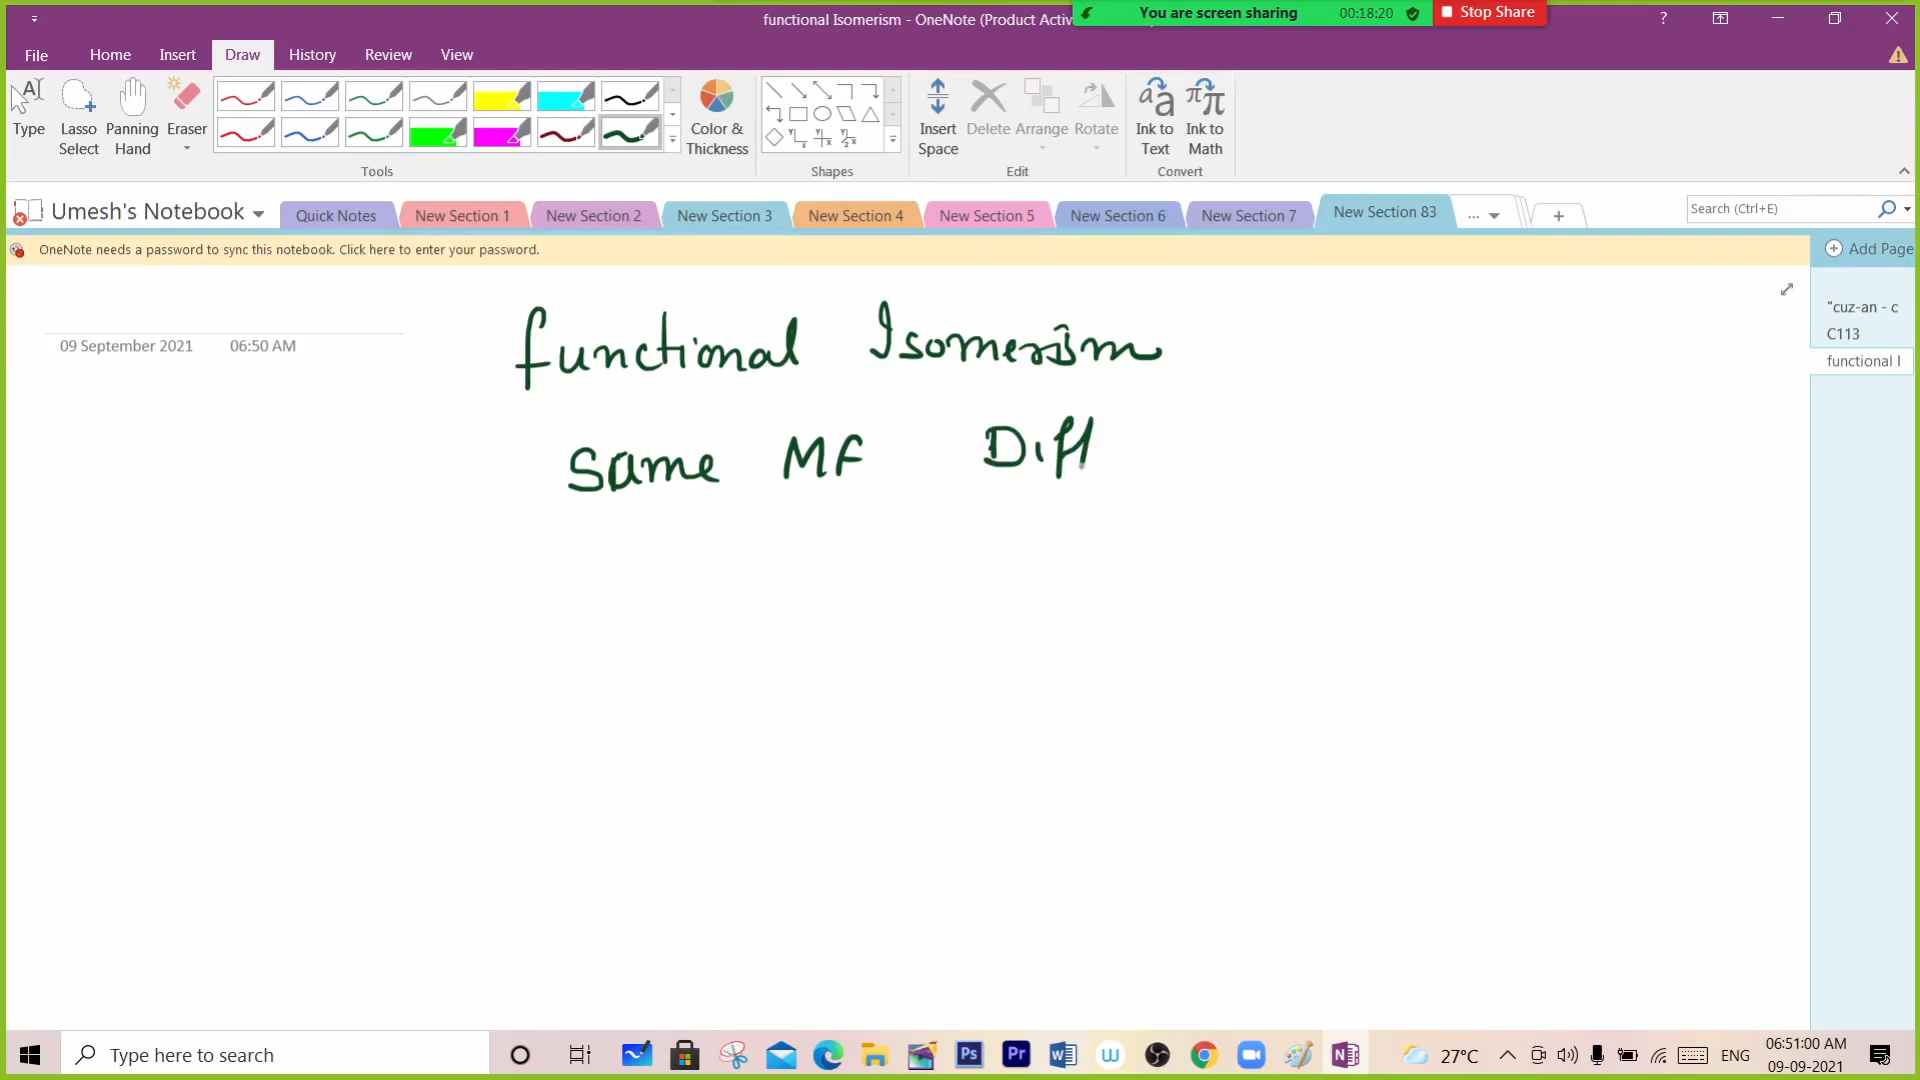 functional Isomerism - OneNote (Product Activ
You are screen sharing 00:18:20 Stop Share
?
File Home Insert Draw History Review View
Type Lasso Select Panning Hand Eraser
Color & Thickness
Insert Space Delete Arrange Rotate
Ink to Text Ink to Math
Tools Shapes Edit Convert
Umesh's Notebook Quick Notes New Section 1 New Section 2 New Section 3 New Section 4 New Section 5 New Section 6 New Section 7 New Section 83 ... Search (Ctrl+E)
OneNote needs a password to sync this notebook. Click here to enter your password.
Add Page
"cuz-an - c
C113
functional I
09 September 2021 06:50 AM
functional Isomerism
Same MF Diff
Type here to search
27°C ENG 06:51:00 AM
09-09-2021